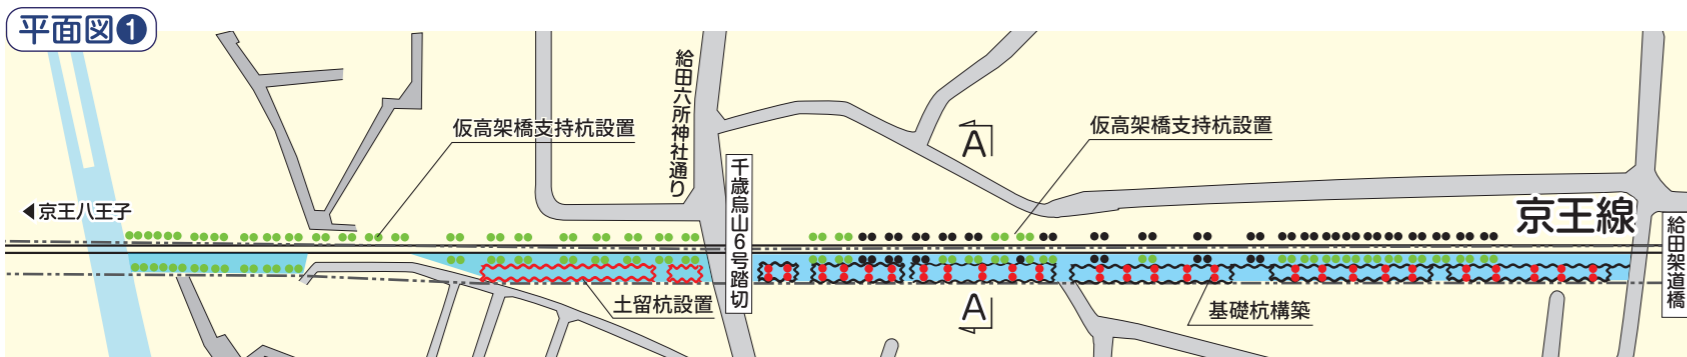 平面図❶
給田六所神社通り
仮高架橋支持杭設置
仮高架橋支持杭設置
A
千歳烏山6号踏切
◀京王八王子
京王線
給田架道橋
土留杭設置
A
基礎杭構築